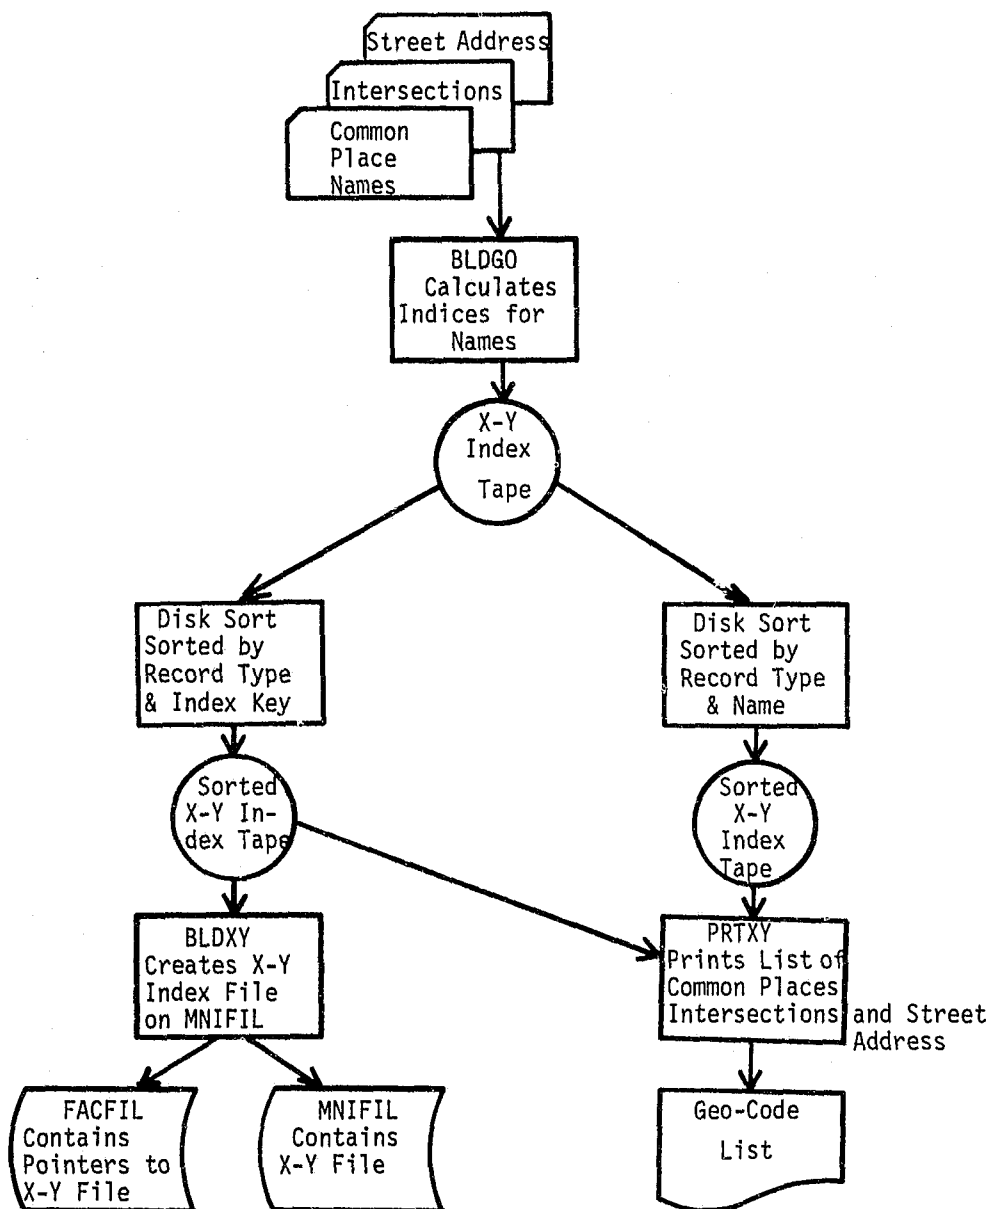 Street Address
Intersections
Common
Place
Names
BLDGO
Calculates
Indices for
Names
X-Y
Index
Tape
Disk Sort
Sorted by
Record Type
& Index Key
Disk Sort
Sorted by
Record Type
& Name
Sorted
X-Y In-
dex Tape
Sorted
X-Y
Index
Tape
BLDXY
Creates X-Y
Index File
on MNIFIL
PRTXY
Prints List of
Common Places
Intersections and Street
Address
FACFIL
Contains
Pointers to
X-Y File
MNIFIL
Contains
X-Y File
Geo-Code
List